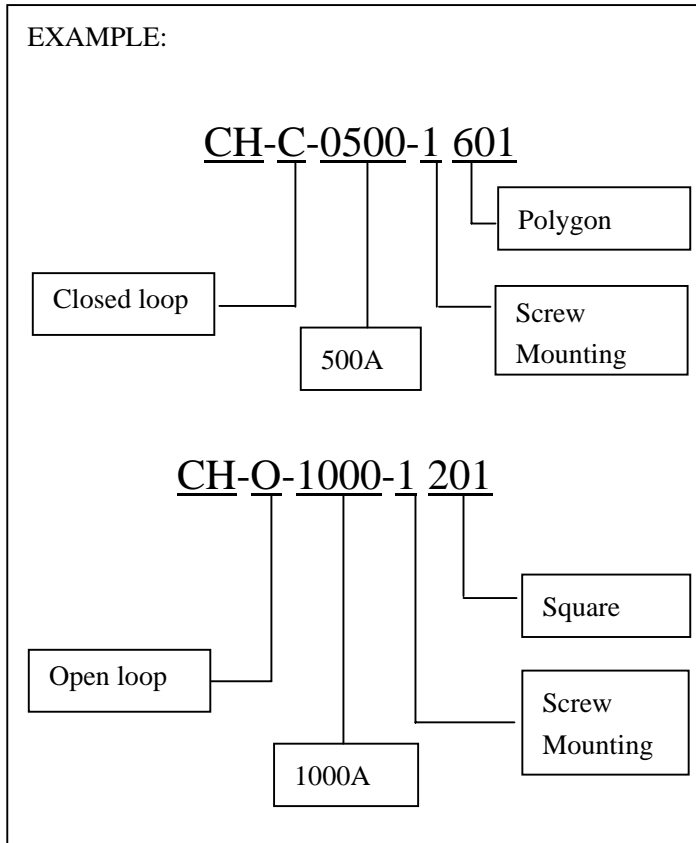 EXAMPLE:
CH-C-0500-1 601
Polygon
Closed loop
Screw
Mounting
500A
CH-O-1000-1 201
Square
Open loop
Screw
Mounting
1000A